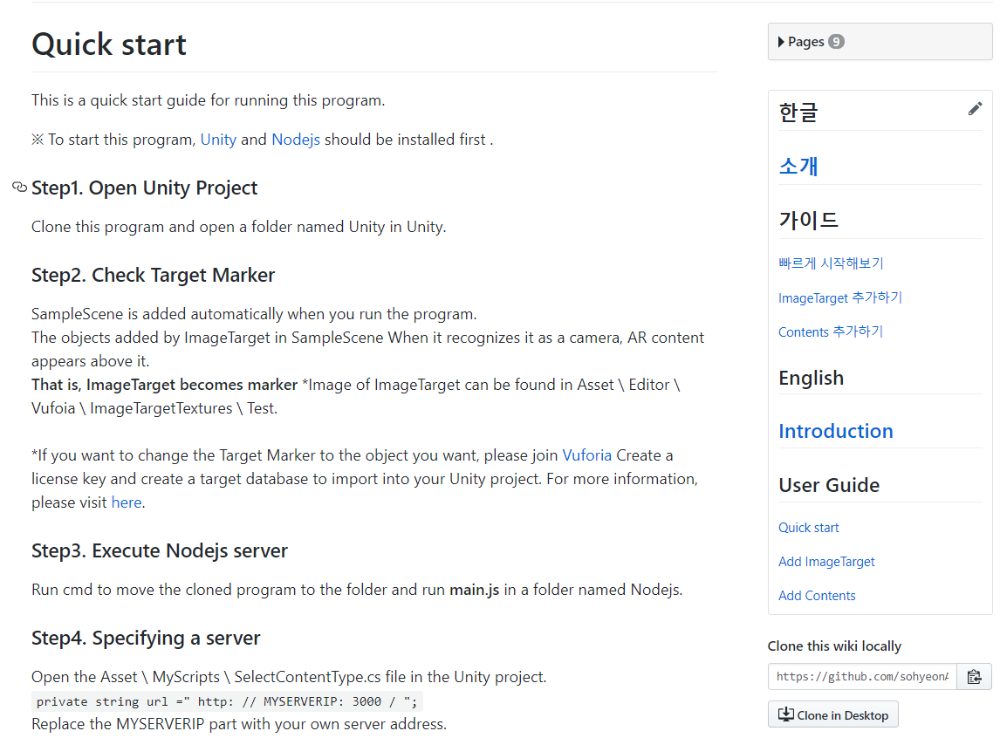 Quick start
This is a quick start guide for running this program.
※ To start this program, Unity and Nodejs should be installed first .
Step1. Open Unity Project
Clone this program and open a folder named Unity in Unity.
Step2. Check Target Marker
SampleScene is added automatically when you run the program.
The objects added by ImageTarget in SampleScene When it recognizes it as a camera, AR content
appears above it.
That is, ImageTarget becomes marker *Image of ImageTarget can be found in Asset \ Editor \
Vufoia \ ImageTargetTextures \ Test.
*If you want to change the Target Marker to the object you want, please join Vuforia Create a
license key and create a target database to import into your Unity project. For more information,
please visit here.
Step3. Execute Nodejs server
Run cmd to move the cloned program to the folder and run main.js in a folder named Nodejs.
Step4. Specifying a server
Open the Asset \ MyScripts \ SelectContentType.cs file in the Unity project.
private string url =" http: // MYSERVERIP: 3000 / ";
Replace the MYSERVERIP part with your own server address.
Pages 9
한글
소개
가이드
빠르게 시작해보기
ImageTarget 추가하기
Contents 추가하기
English
Introduction
User Guide
Quick start
Add ImageTarget
Add Contents
Clone this wiki locally
https://github.com/sohyeonA
Clone in Desktop